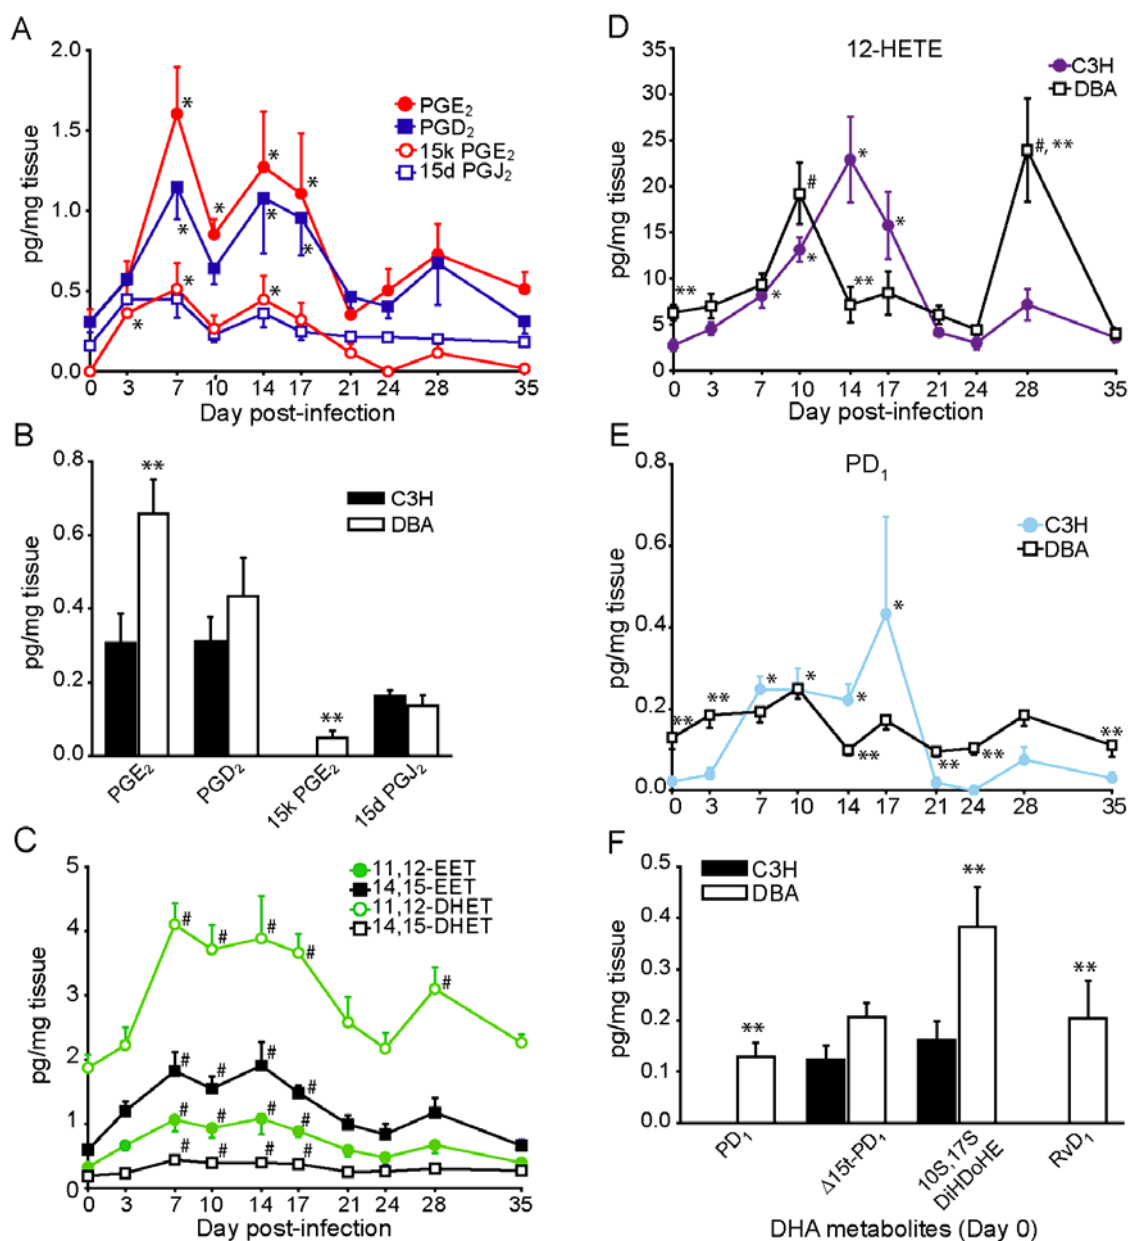 A
2.0
1.5
1.0
0.5
0.0
pg/mg tissue
PGE2
PGD2
15k PGE2
15d PGJ2
* * * * * * * * * * *
0 3 7 10 14 17 21 24 28 35
Day post-infection
B
0.8
0.6
0.4
0.2
0.0
pg/mg tissue
C3H
DBA
** **
PGE2 PGD2 15k PGE2 15d PGJ2
C
5
4
3
2
1
0
pg/mg tissue
11,12-EET
14,15-EET
11,12-DHET
14,15-DHET
# # # # #
# # # #
# # # #
# # # #
0 3 7 10 14 17 21 24 28 35
Day post-infection
D
12-HETE
35
30
25
20
15
10
5
0
pg/mg tissue
C3H
DBA
** * * # * ** * #, **
0 3 7 10 14 17 21 24 28 35
Day post-infection
E
PD1
0.8
0.6
0.4
0.2
0.0
pg/mg tissue
C3H
DBA
** ** * * * ** * ** ** **
0 3 7 10 14 17 21 24 28 35
F
0.5
0.4
0.3
0.2
0.1
0.0
pg/mg tissue
C3H
DBA
** ** **
PD1 Δ15t-PD1 10S,17S DiHDoHE RvD1
DHA metabolites (Day 0)